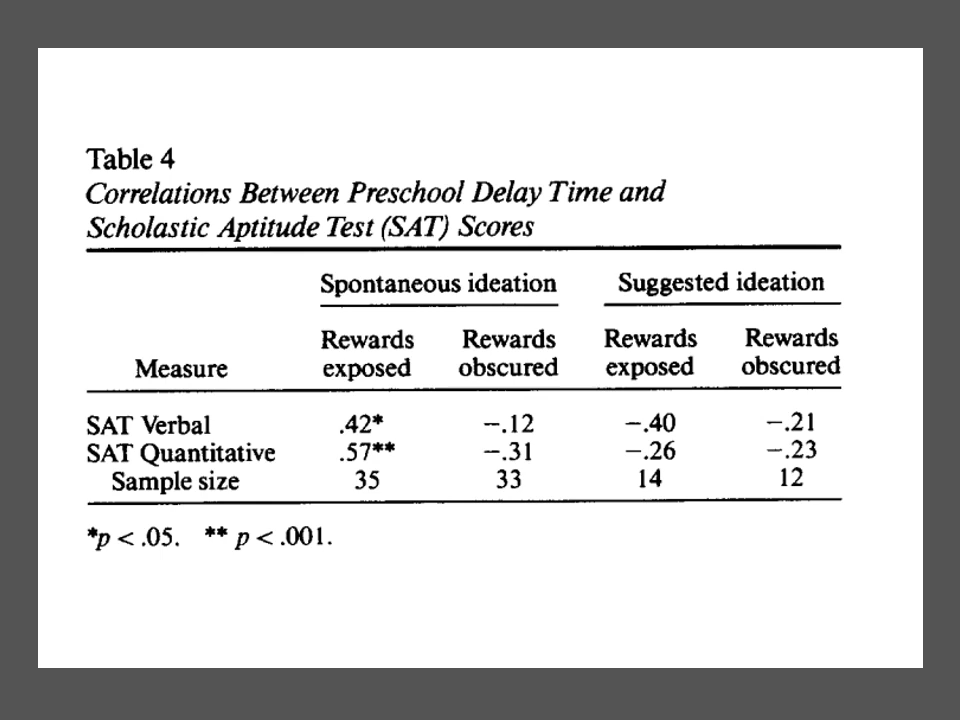 Table 4
Correlations Between Preschool Delay Time and
Scholastic Aptitude Test (SAT) Scores
Spontaneous ideation Suggested ideation
Rewards Rewards Rewards Rewards
Measure exposed obscured exposed obscured
SAT Verbal .42* −.12 −.40 −.21
SAT Quantitative .57** −.31 −.26 −.23
Sample size 35 33 14 12
*p < .05. ** p < .001.